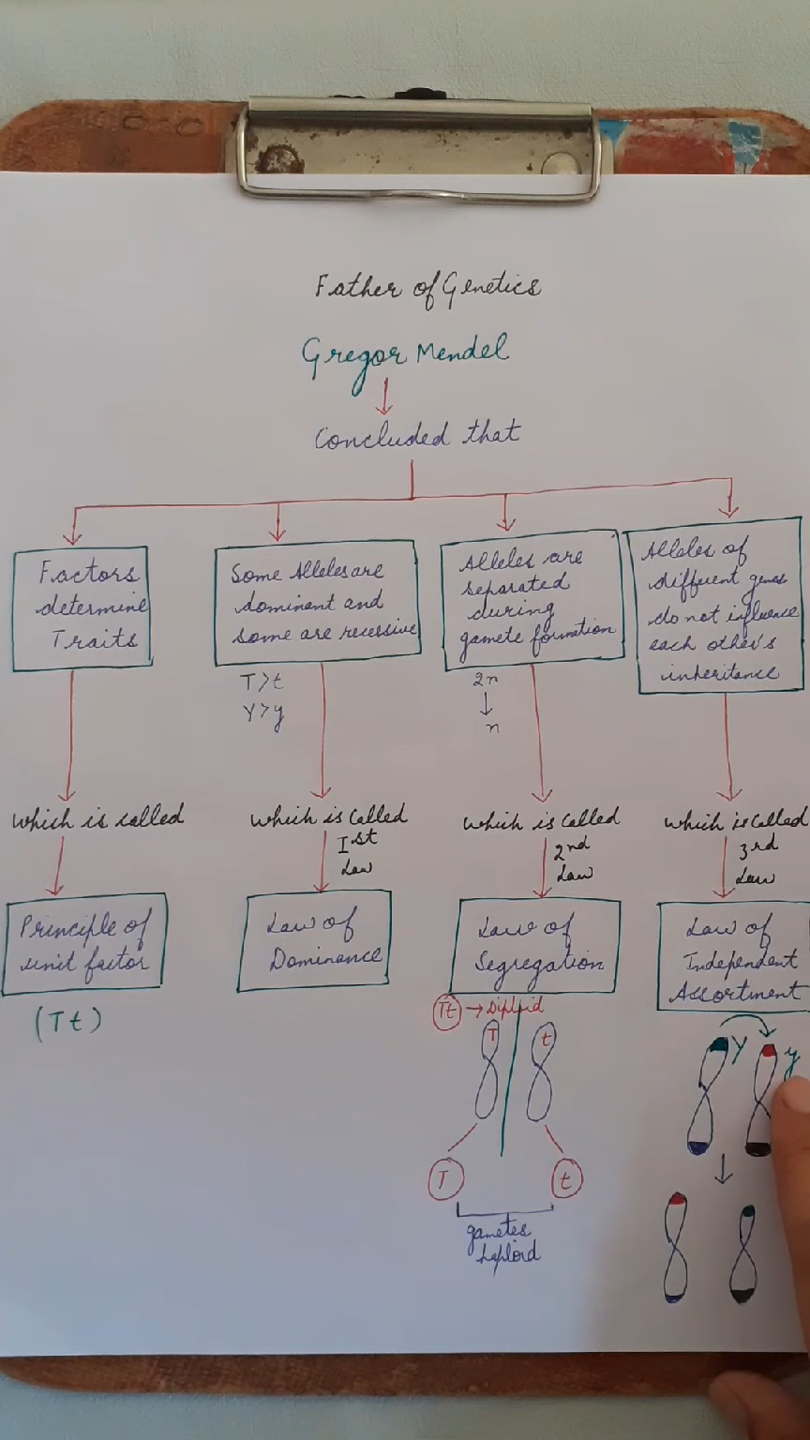 Father of Genetics
Gregor Mendel
Concluded that
Factors
determine
Traits
Some Alleles are
dominant and
some are recessive
Alleles are
separated
during
gamete formation
Alleles of
different genes
do not influence
each other's
inheritance
T>t
Y>y
2n
n
which is called
which is called
Ist
Law
which is called
2nd
Law
which is called
3rd
Law
Principle of
unit factor
(Tt)
Law of
Dominance
Law of
Segregation
Law of
Independent
Assortment
Tt → Diploid
T
t
T
t
gametes
haploid
Y
y